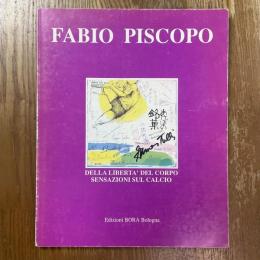 FABIO PISCOPO
DELLA LIBERTA' DEL CORPO
SENSAZIONI SUL CALCIO
Edizioni BORA Bologna